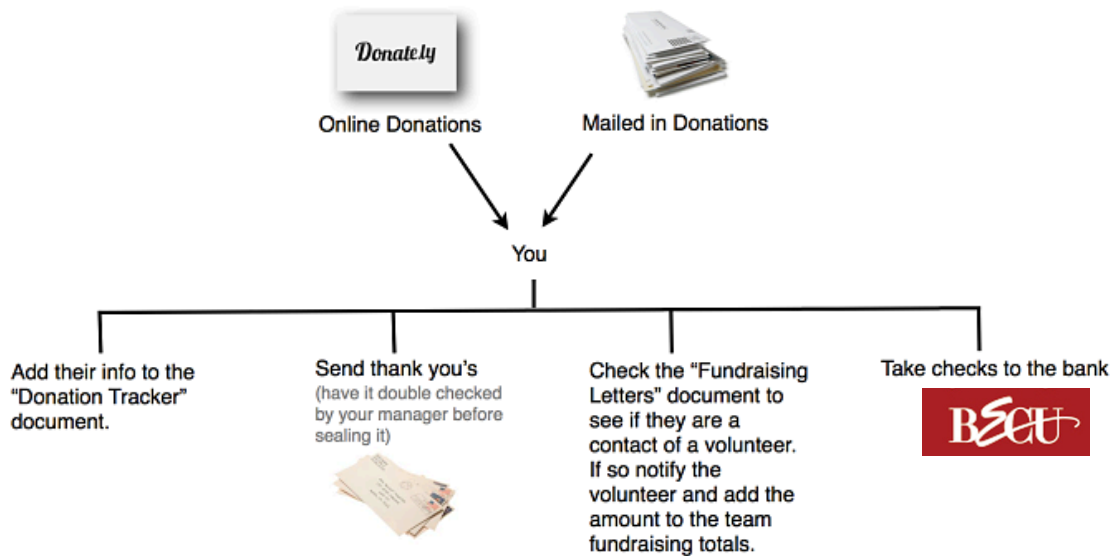 Donate.ly
Online Donations
Mailed in Donations
You
Add their info to the
“Donation Tracker”
document.
Send thank you’s
(have it double checked
by your manager before
sealing it)
Check the “Fundraising
Letters” document to
see if they are a
contact of a volunteer.
If so notify the
volunteer and add the
amount to the team
fundraising totals.
Take checks to the bank
BECU